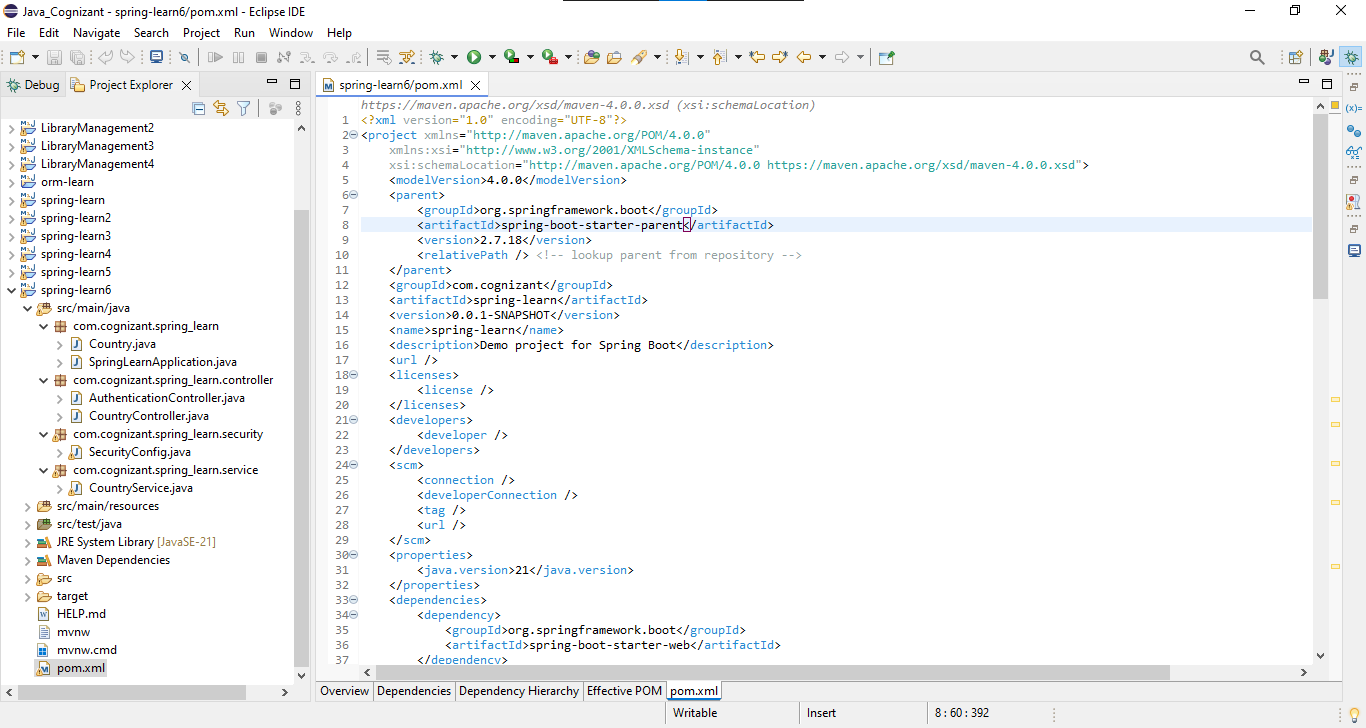 Java_Cognizant - spring-learn6/pom.xml - Eclipse IDE
File Edit Navigate Search Project Run Window Help
Debug Project Explorer
LibraryManagement2
LibraryManagement3
LibraryManagement4
orm-learn
spring-learn
spring-learn2
spring-learn3
spring-learn4
spring-learn5
spring-learn6
src/main/java
com.cognizant.spring_learn
Country.java
SpringLearnApplication.java
com.cognizant.spring_learn.controller
AuthenticationController.java
CountryController.java
com.cognizant.spring_learn.security
SecurityConfig.java
com.cognizant.spring_learn.service
CountryService.java
src/main/resources
src/test/java
JRE System Library [JavaSE-21]
Maven Dependencies
src
target
HELP.md
mvnw
mvnw.cmd
pom.xml
spring-learn6/pom.xml
https://maven.apache.org/xsd/maven-4.0.0.xsd (xsi:schemaLocation)
1 <?xml version="1.0" encoding="UTF-8"?>
2 <project xmlns="http://maven.apache.org/POM/4.0.0"
3 xmlns:xsi="http://www.w3.org/2001/XMLSchema-instance"
4 xsi:schemaLocation="http://maven.apache.org/POM/4.0.0 https://maven.apache.org/xsd/maven-4.0.0.xsd">
5 <modelVersion>4.0.0</modelVersion>
6 <parent>
7 <groupId>org.springframework.boot</groupId>
8 <artifactId>spring-boot-starter-parent</artifactId>
9 <version>2.7.18</version>
10 <relativePath /> <!-- lookup parent from repository -->
11 </parent>
12 <groupId>com.cognizant</groupId>
13 <artifactId>spring-learn</artifactId>
14 <version>0.0.1-SNAPSHOT</version>
15 <name>spring-learn</name>
16 <description>Demo project for Spring Boot</description>
17 <url />
18 <licenses>
19 <license />
20 </licenses>
21 <developers>
22 <developer />
23 </developers>
24 <scm>
25 <connection />
26 <developerConnection />
27 <tag />
28 <url />
29 </scm>
30 <properties>
31 <java.version>21</java.version>
32 </properties>
33 <dependencies>
34 <dependency>
35 <groupId>org.springframework.boot</groupId>
36 <artifactId>spring-boot-starter-web</artifactId>
37 </dependency>
Overview Dependencies Dependency Hierarchy Effective POM pom.xml
Writable Insert 8 : 60 : 392